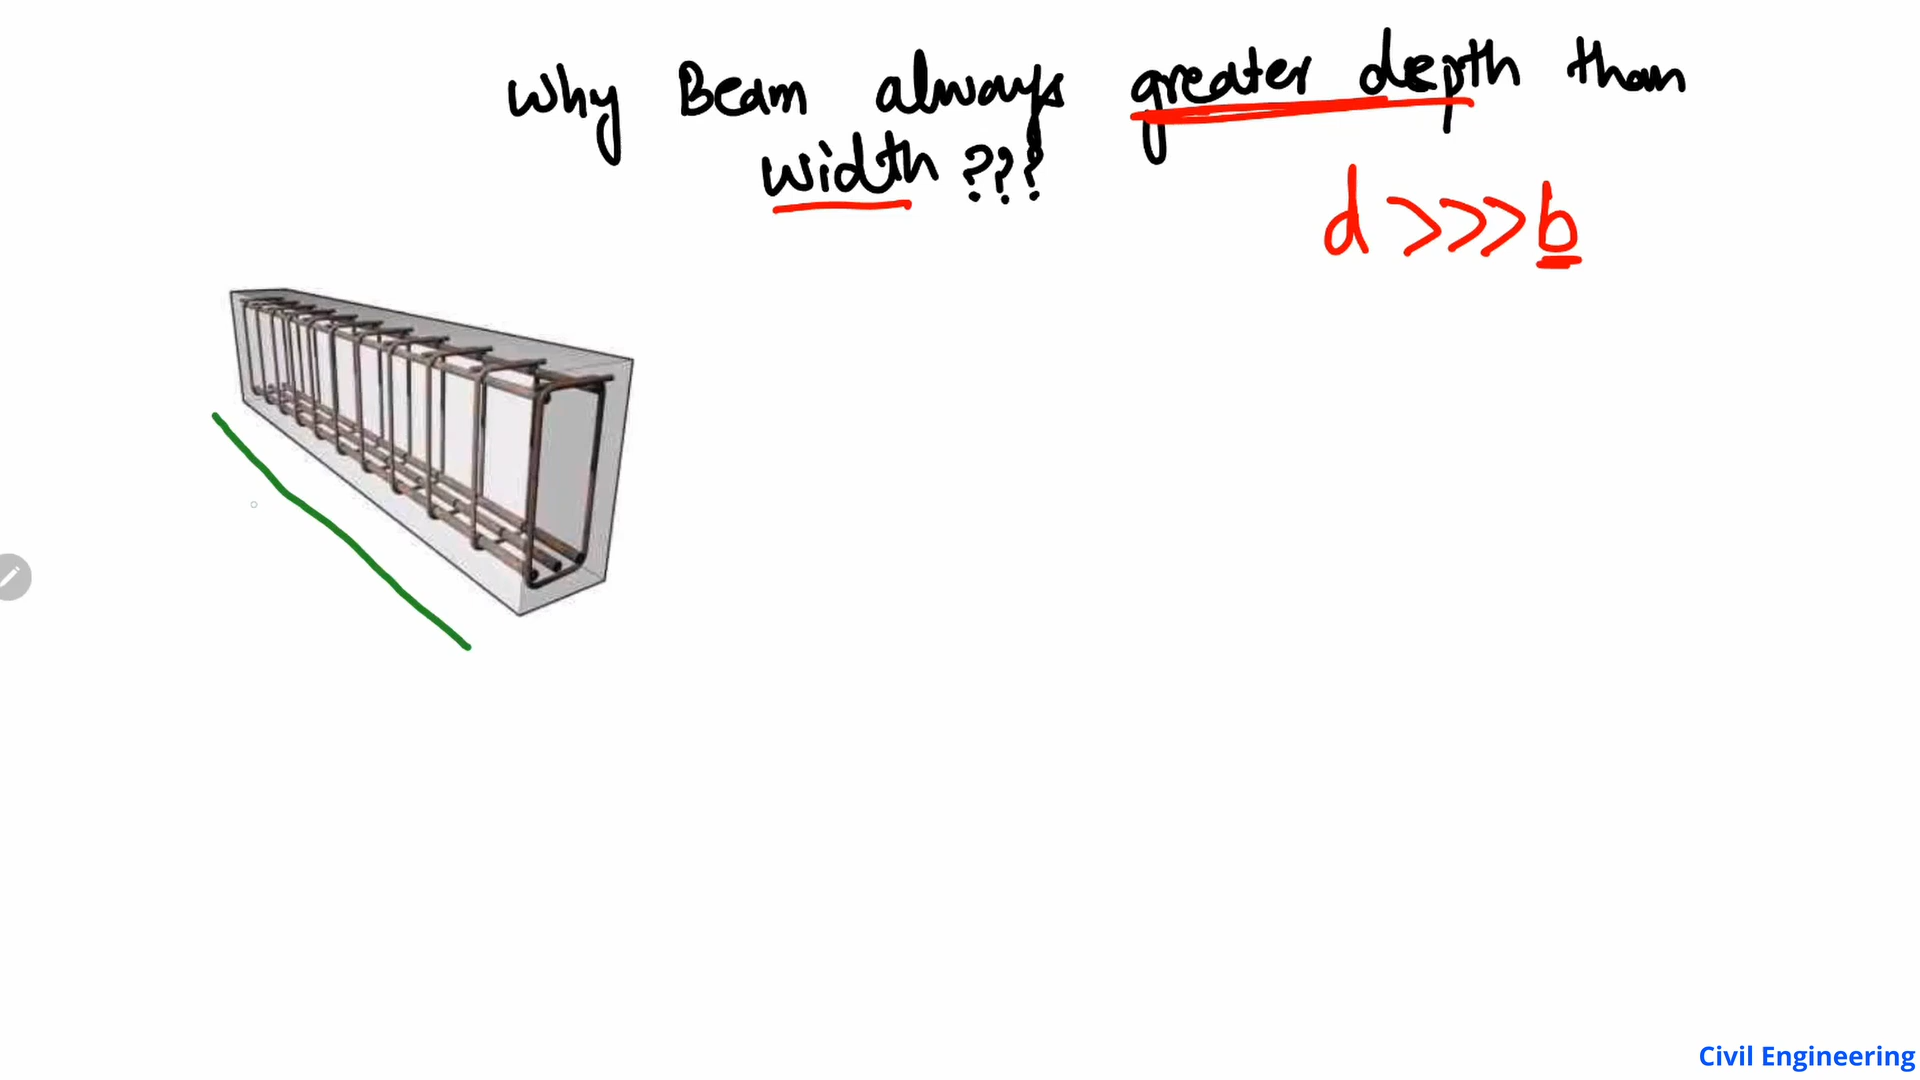 why Beam always greater depth than
width ???
d >>> b
Civil Engineering